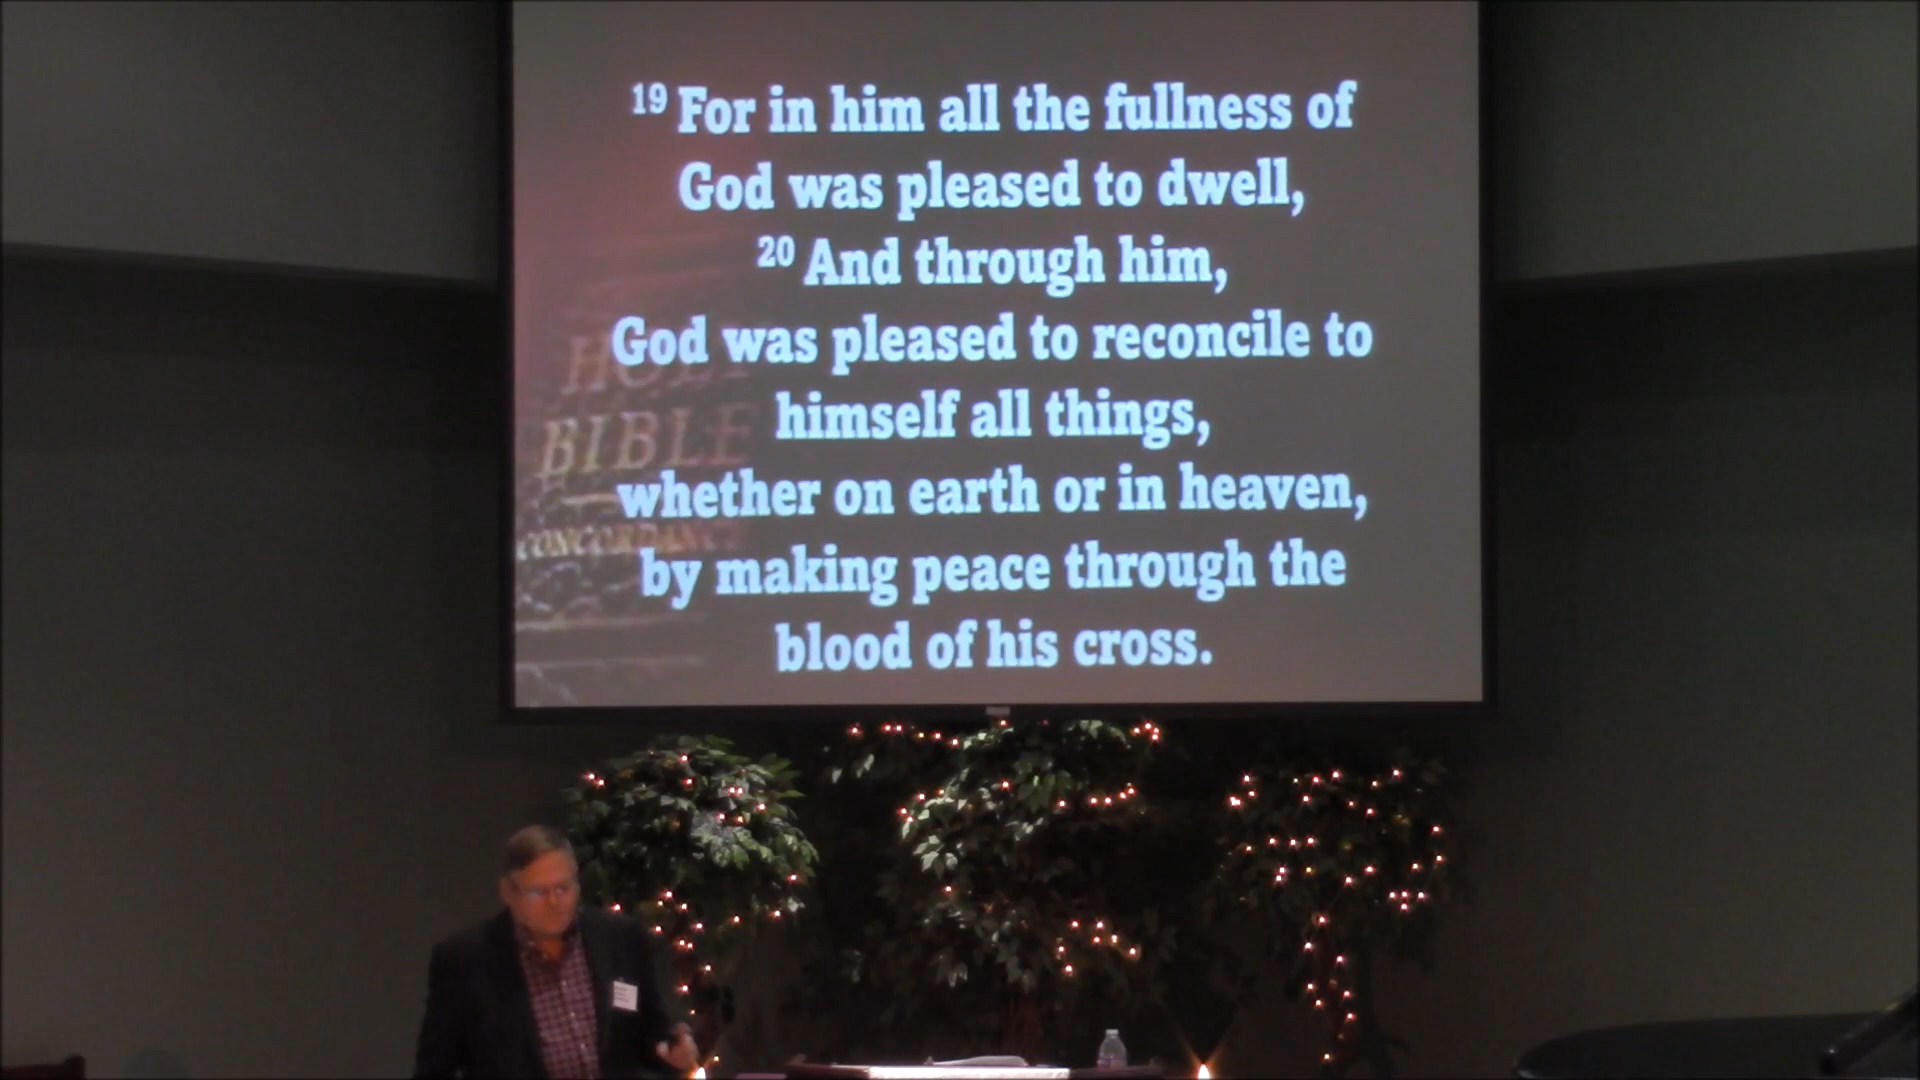 19 For in him all the fullness of
God was pleased to dwell,
20 And through him,
God was pleased to reconcile to
himself all things,
whether on earth or in heaven,
by making peace through the
blood of his cross.
HOLY
BIBLE
CONCORDANCE